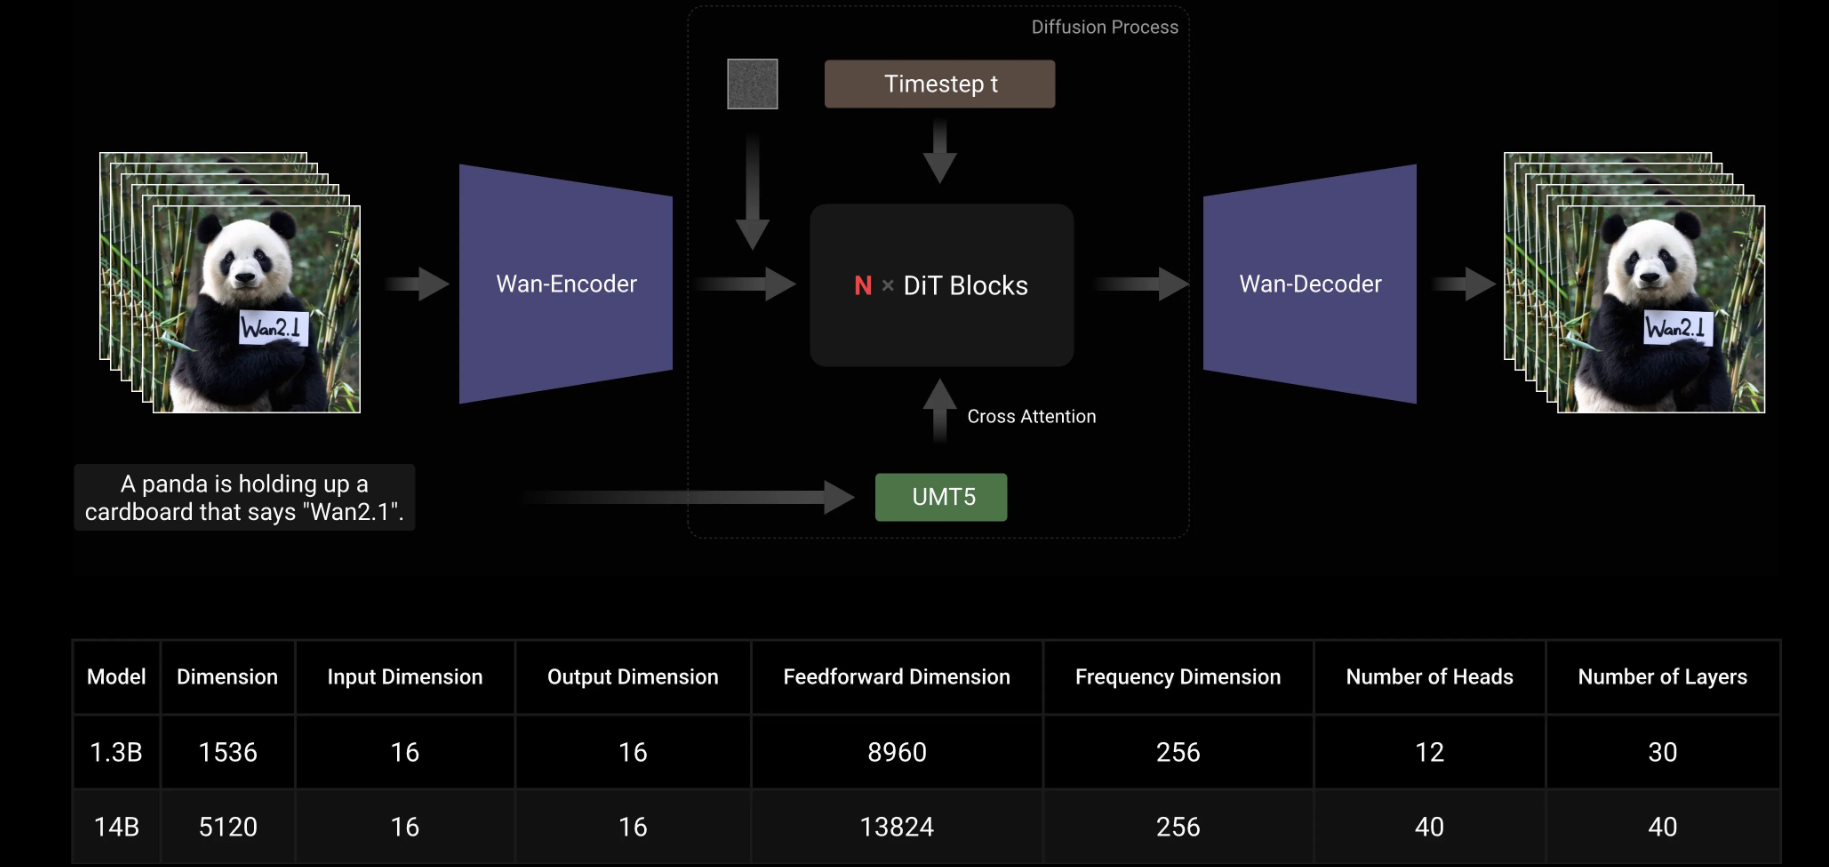 Diffusion Process
Timestep t
Wan-Encoder
N × DiT Blocks
Wan-Decoder
Wan2.1
Wan2.1
Cross Attention
A panda is holding up a
cardboard that says "Wan2.1".
UMT5
Model Dimension Input Dimension Output Dimension Feedforward Dimension Frequency Dimension Number of Heads Number of Layers
1.3B 1536 16 16 8960 256 12 30
14B 5120 16 16 13824 256 40 40